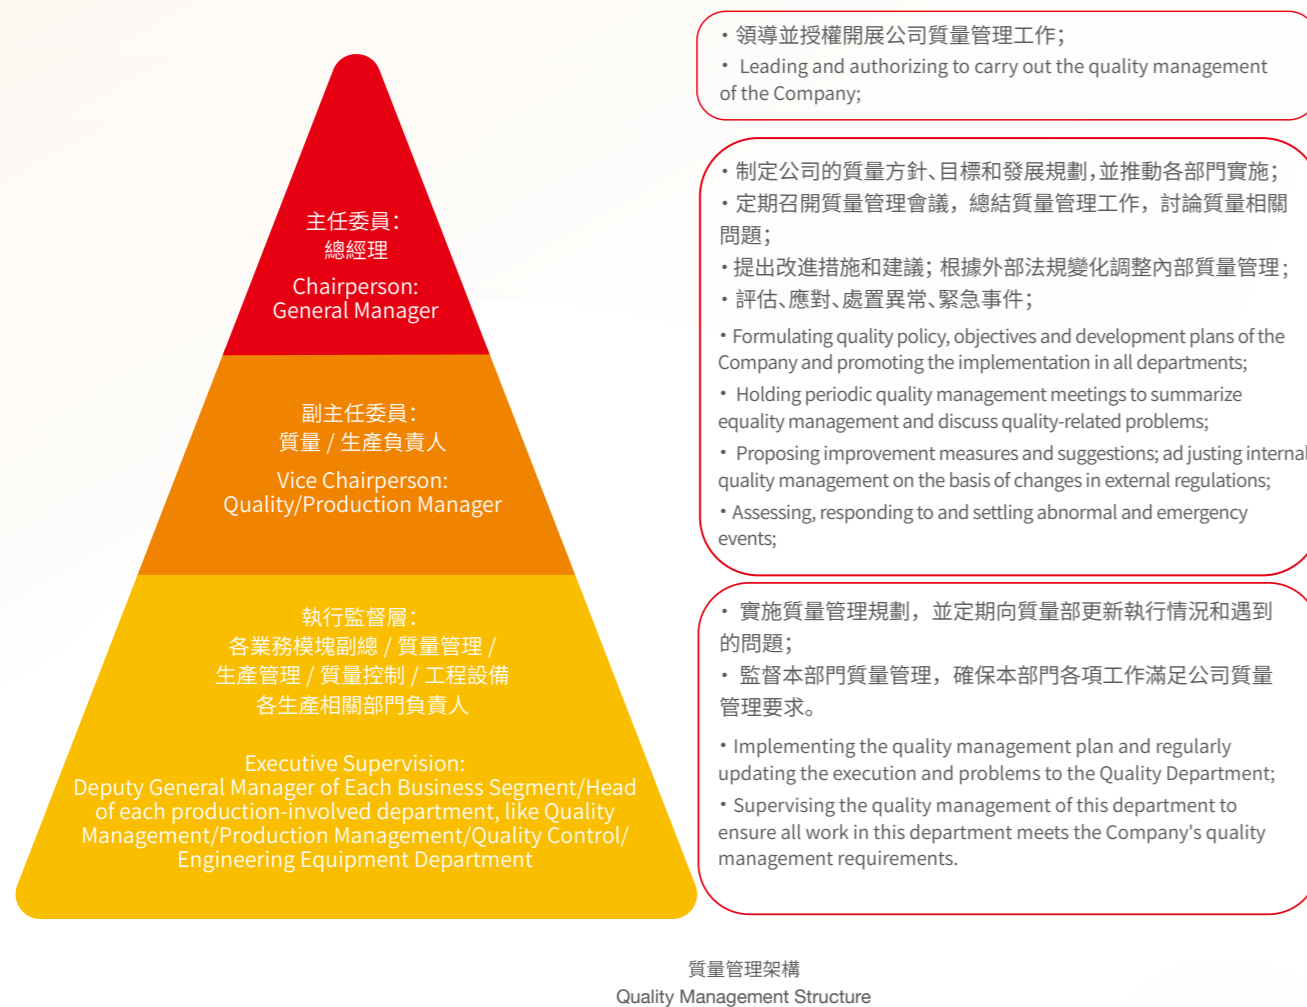 主任委員：
總經理
Chairperson:
General Manager
・領導並授權開展公司質量管理工作；
• Leading and authorizing to carry out the quality management
of the Company;
副主任委員：
質量 / 生產負責人
Vice Chairperson:
Quality/Production Manager
・制定公司的質量方針、目標和發展規劃，並推動各部門實施；
・定期召開質量管理會議，總結質量管理工作，討論質量相關
問題；
・提出改進措施和建議；根據外部法規變化調整內部質量管理；
・評估、應對、處置異常、緊急事件；
• Formulating quality policy, objectives and development plans of the
Company and promoting the implementation in all departments;
• Holding periodic quality management meetings to summarize
equality management and discuss quality-related problems;
• Proposing improvement measures and suggestions; ad justing internal
quality management on the basis of changes in external regulations;
• Assessing, responding to and settling abnormal and emergency
events;
執行監督層：
各業務模塊副總 / 質量管理 /
生產管理 / 質量控制 / 工程設備
各生產相關部門負責人
Executive Supervision:
Deputy General Manager of Each Business Segment/Head
of each production-involved department, like Quality
Management/Production Management/Quality Control/
Engineering Equipment Department
・ 實施質量管理規劃，並定期向質量部更新執行情況和遇到
的問題；
・ 監督本部門質量管理，確保本部門各項工作滿足公司質量
管理要求。
• Implementing the quality management plan and regularly
updating the execution and problems to the Quality Department;
• Supervising the quality management of this department to
ensure all work in this department meets the Company's quality
management requirements.
質量管理架構
Quality Management Structure